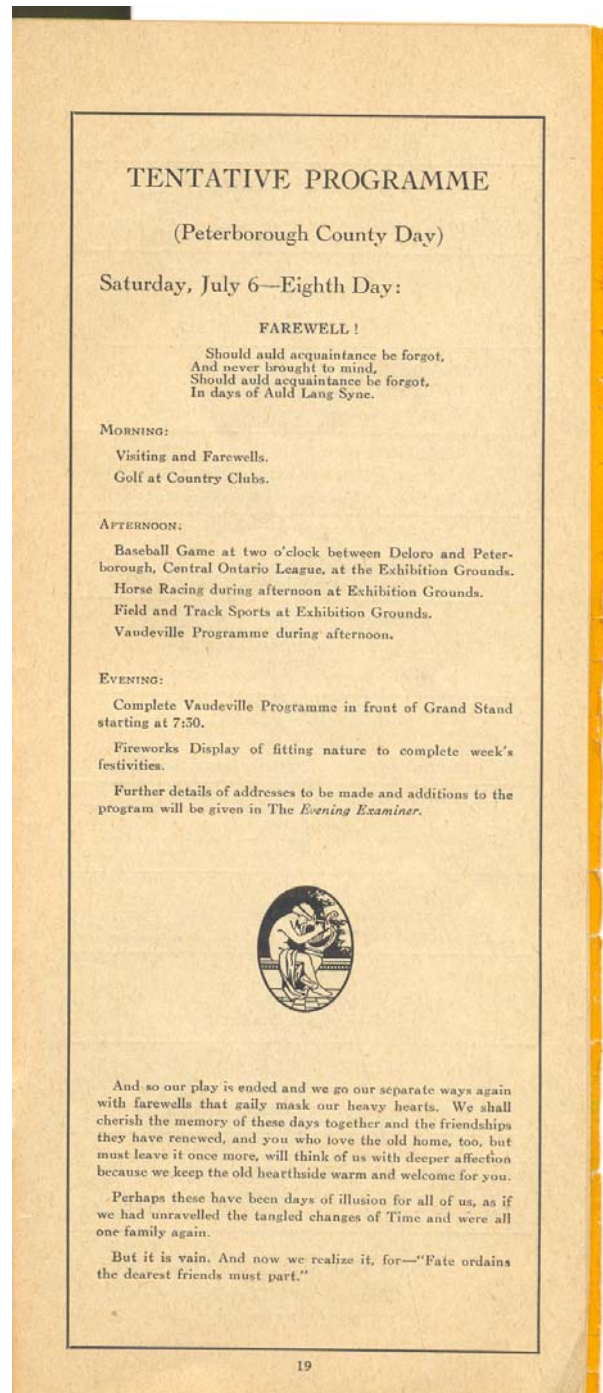 TENTATIVE PROGRAMME
(Peterborough County Day)
Saturday, July 6—Eighth Day:
FAREWELL!
Should auld acquaintance be forgot,
And never brought to mind,
Should auld acquaintance be forgot,
In days of Auld Lang Syne.
MORNING:
Visiting and Farewells.
Golf at Country Clubs.
AFTERNOON:
Baseball Game at two o'clock between Deloro and Peter-
borough, Central Ontario League, at the Exhibition Grounds.
Horse Racing during afternoon at Exhibition Grounds.
Field and Track Sports at Exhibition Grounds.
Vaudeville Programme during afternoon.
EVENING:
Complete Vaudeville Programme in front of Grand Stand
starting at 7:30.
Fireworks Display of fitting nature to complete week's
festivities.
Further details of addresses to be made and additions to the
program will be given in The Evening Examiner.
And so our play is ended and we go our separate ways again
with farewells that gaily mask our heavy hearts. We shall
cherish the memory of these days together and the friendships
they have renewed, and you who love the old home, too, but
must leave it once more, will think of us with deeper affection
because we keep the old hearthside warm and welcome for you.
Perhaps these have been days of illusion for all of us, as if
we had unravelled the tangled changes of Time and were all
one family again.
But it is vain. And now we realize it, for—"Fate ordains
the dearest friends must part."
19